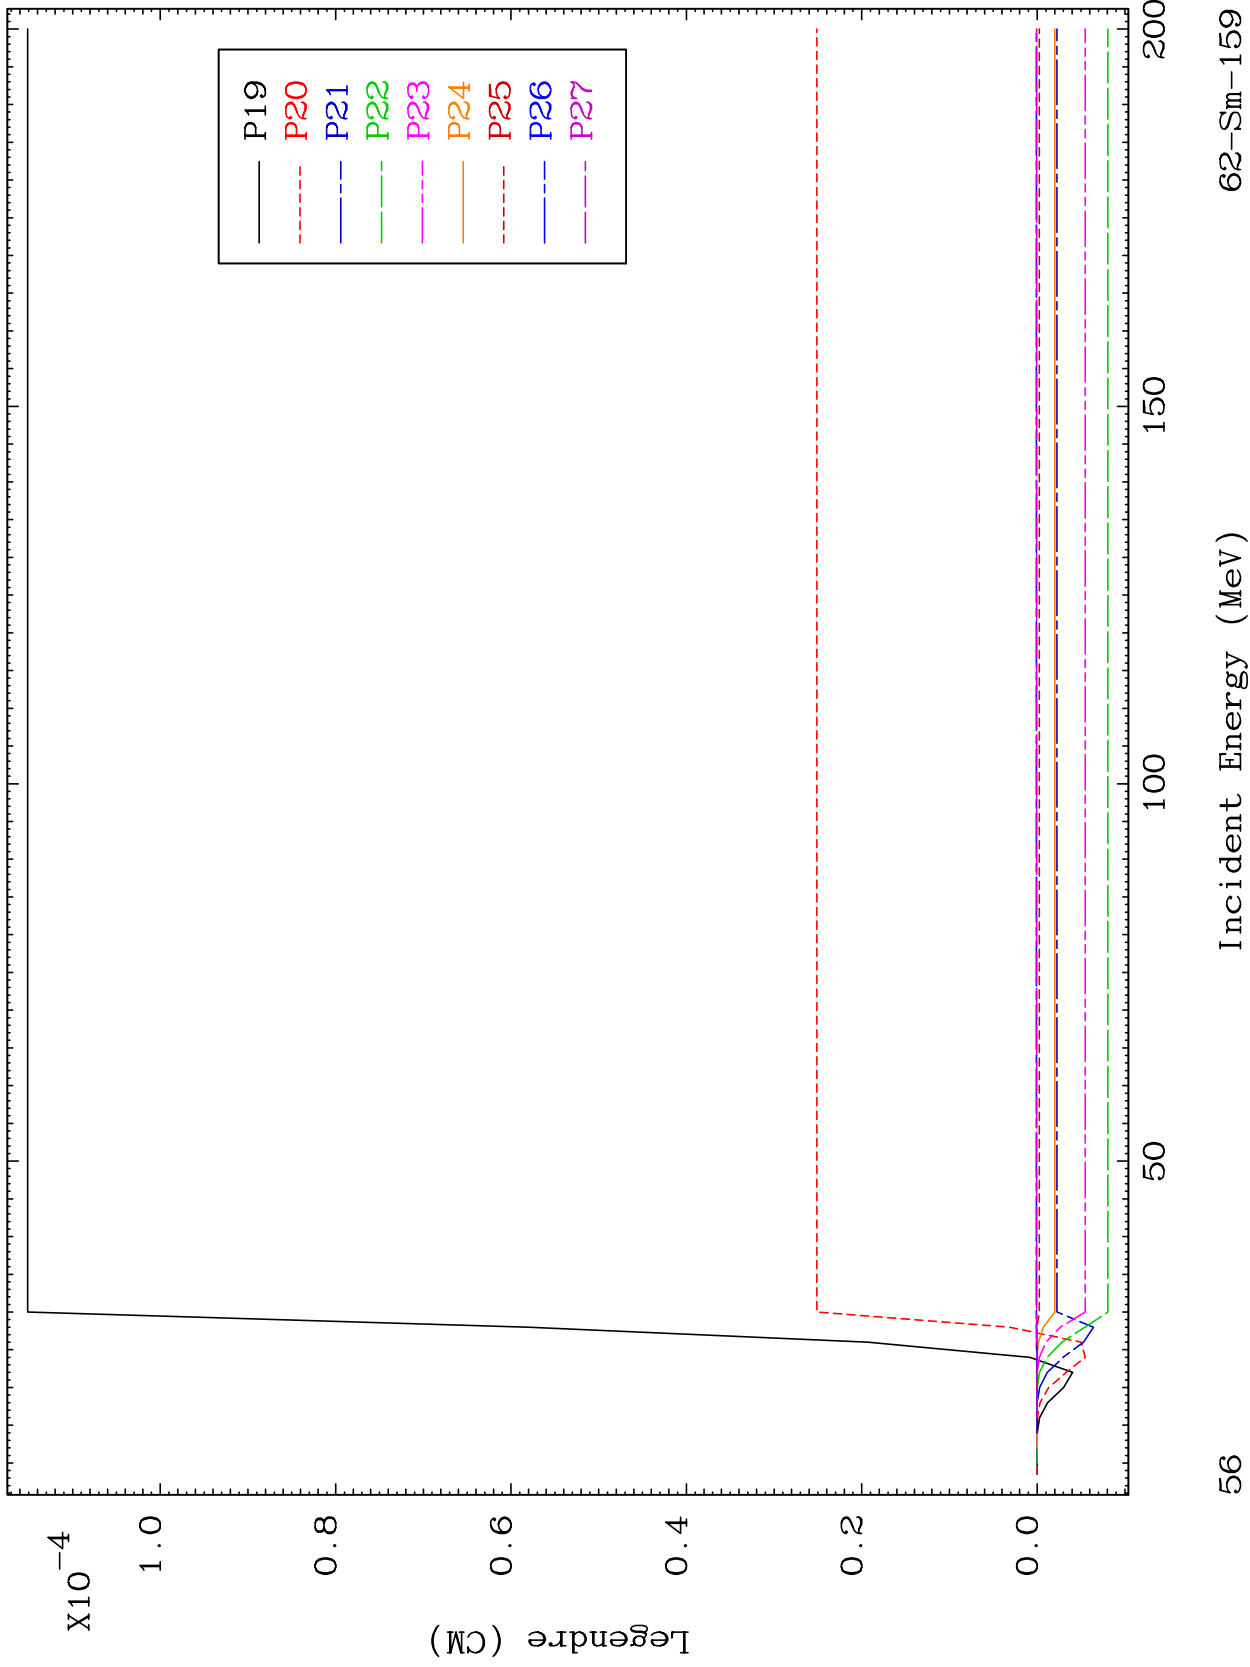 X10⁻⁴
Legendre (CM)
1.0
0.8
0.6
0.4
0.2
0.0
P19
P20
P21
P22
P23
P24
P25
P26
P27
50
100
150
200
56
Incident Energy (MeV)
62-Sm-159